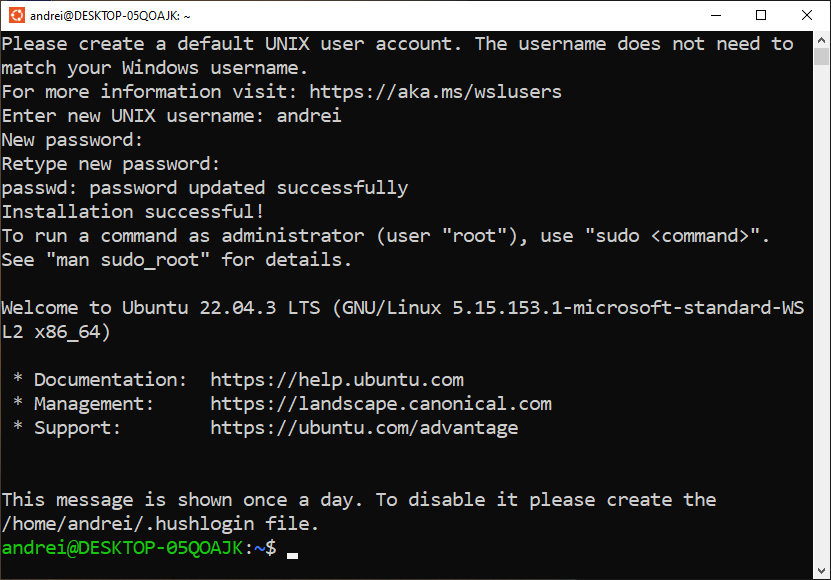 andrei@DESKTOP-05QOAJK: ~
Please create a default UNIX user account. The username does not need to
match your Windows username.
For more information visit: https://aka.ms/wslusers
Enter new UNIX username: andrei
New password:
Retype new password:
passwd: password updated successfully
Installation successful!
To run a command as administrator (user "root"), use "sudo <command>".
See "man sudo_root" for details.
Welcome to Ubuntu 22.04.3 LTS (GNU/Linux 5.15.153.1-microsoft-standard-WS
L2 x86_64)
* Documentation:  https://help.ubuntu.com
* Management:     https://landscape.canonical.com
* Support:        https://ubuntu.com/advantage
This message is shown once a day. To disable it please create the
/home/andrei/.hushlogin file.
andrei@DESKTOP-05QOAJK:~$